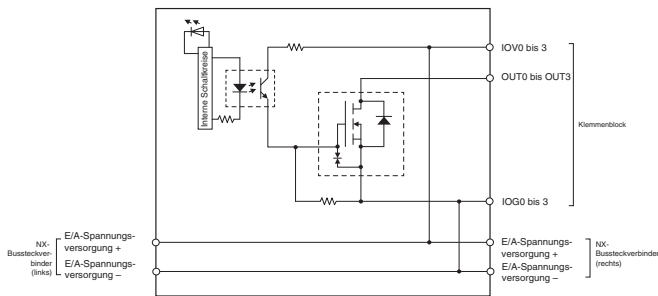 IOV0 bis 3
OUT0 bis OUT3
Interne Schaltkreise
Klemmenblock
IOG0 bis 3
NX-
Bussteckver-
binder
(links)
E/A-Spannungs-
versorgung +
E/A-Spannungs-
versorgung –
E/A-Spannungs-
versorgung +
E/A-Spannungs-
versorgung –
NX-
Bussteckverbinder
(rechts)